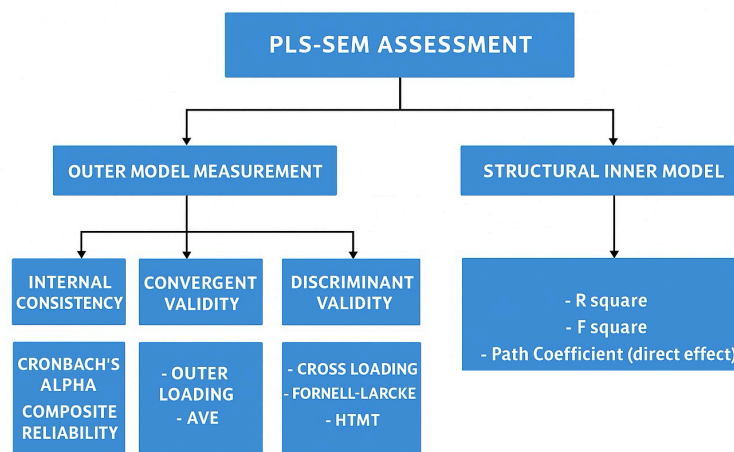 PLS-SEM ASSESSMENT
OUTER MODEL MEASUREMENT
STRUCTURAL INNER MODEL
INTERNAL
CONSISTENCY
CONVERGENT
VALIDITY
DISCRIMINANT
VALIDITY
- R square
- F square
- Path Coefficient (direct effect)
CRONBACH'S
ALPHA
COMPOSITE
RELIABILITY
- OUTER
LOADING
- AVE
- CROSS LOADING
- FORNELL-LARCKE
- HTMT